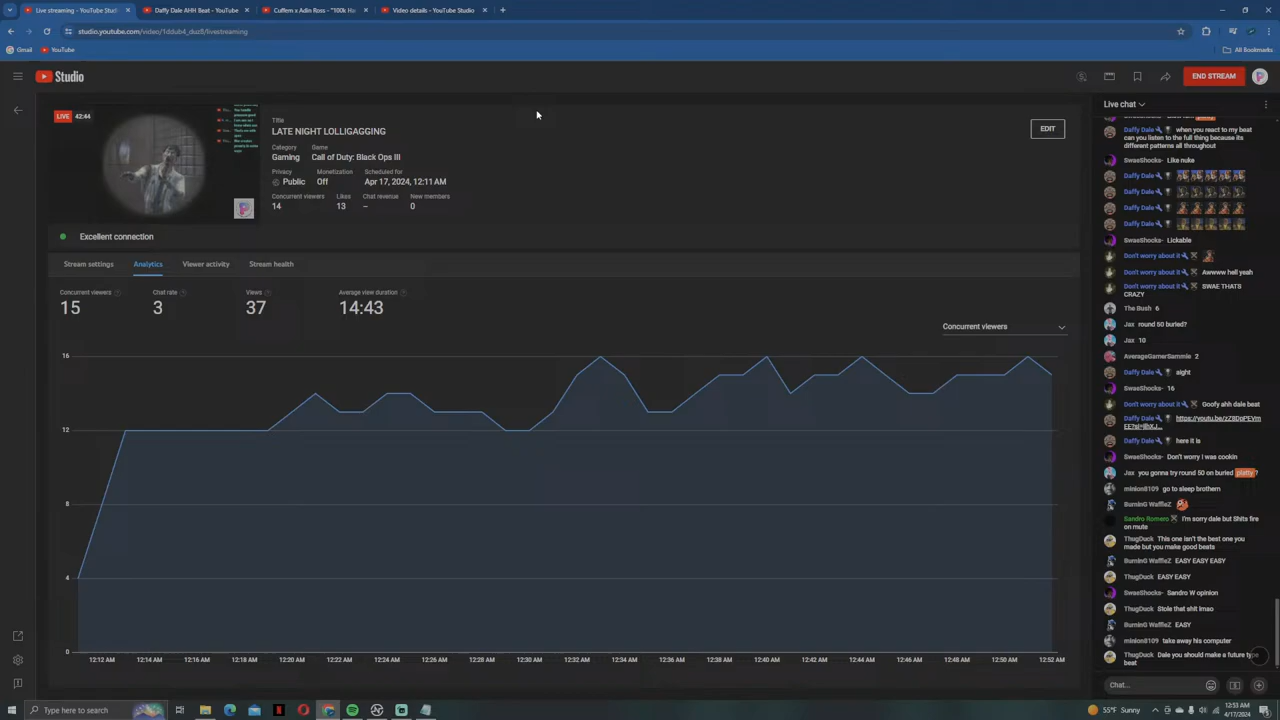 Live streaming - YouTube Studio
Daffy Dale AHH Beat - YouTube
Cuffem x Adin Ross - "100k Ho
Video details - YouTube Studio
studio.youtube.com/video/1ddub4_duz8/livestreaming
Gmail
YouTube
All Bookmarks
Studio
END STREAM
LIVE 42:44
Title
LATE NIGHT LOLLIGAGGING
Category
Game
Gaming
Call of Duty: Black Ops III
Privacy
Monetization
Scheduled for
Public
Off
Apr 17, 2024, 12:11 AM
Concurrent viewers
Likes
Chat revenue
New members
14
13
–
0
EDIT
Excellent connection
Stream settings
Analytics
Viewer activity
Stream health
Concurrent viewers
Chat rate
Views
Average view duration
15
3
37
14:43
Concurrent viewers
16
12
8
4
0
12:12 AM
12:14 AM
12:16 AM
12:18 AM
12:20 AM
12:22 AM
12:24 AM
12:26 AM
12:28 AM
12:30 AM
12:32 AM
12:34 AM
12:36 AM
12:38 AM
12:40 AM
12:42 AM
12:44 AM
12:46 AM
12:48 AM
12:50 AM
12:52 AM
Live chat
Daffy Dale when you react to my beat
can you listen to the full thing because its
different patterns all throughout
SwaeShocks- Like nuke
Daffy Dale
Daffy Dale
Daffy Dale
Daffy Dale
SwaeShocks- Lickable
Don't worry about it
Don't worry about it Awwww hell yeah
Don't worry about it SWAE THATS
CRAZY
The Bush 6
Jax round 50 buried?
Jax 10
AverageGamerSammie 2
Daffy Dale aight
SwaeShocks- 16
Don't worry about it Goofy ahh dale beat
Daffy Dale
here it is
Daffy Dale
SwaeShocks- Don't worry I was cookin
Jax you gonna try round 50 on buried platty?
minion8109 go to sleep brothem
BurninG WaffleZ
Sandro Romero I'm sorry dale but Shits fire
on mute
ThugDuck This one isn't the best one you
made but you make good beats
BurninG WaffleZ EASY EASY EASY
ThugDuck EASY EASY
SwaeShocks- Sandro W opinion
ThugDuck Stole that shit lmao
BurninG WaffleZ EASY
minion8109 take away his computer
ThugDuck Dale you should make a future type
beat
Chat...
Type here to search
55°F Sunny
12:53 AM
4/17/2024